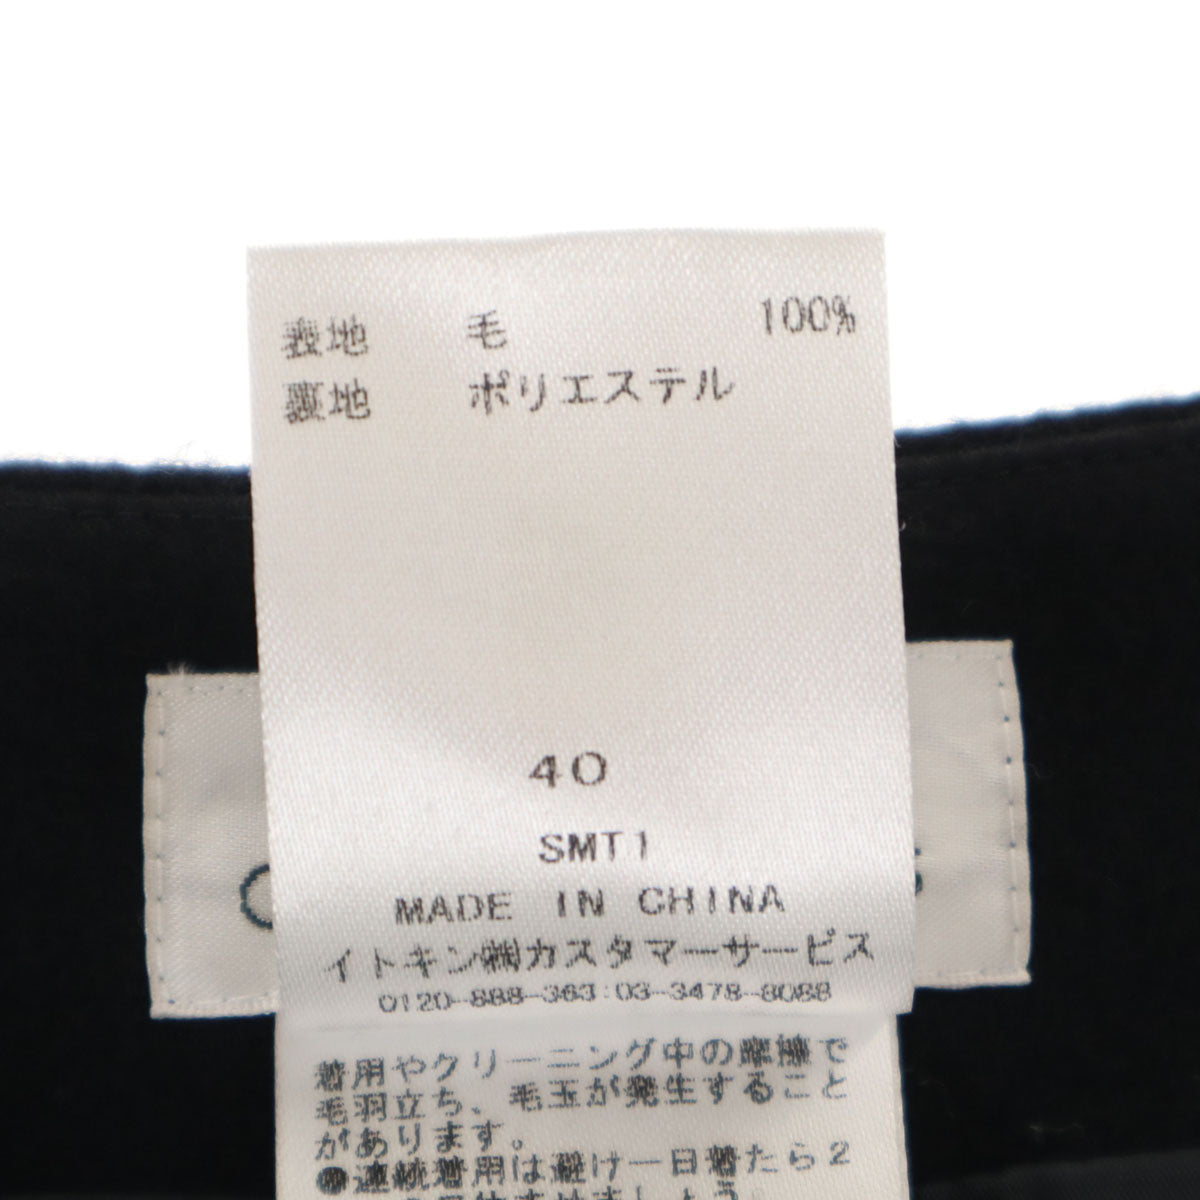 表地 毛 100%
裏地 ポリエステル
40
SMT1
MADE IN CHINA
イトキン㈱カスタマーサービス
0120-888-363:03-3478-8088
着用やクリーニング中の摩擦で
毛羽立ち、毛玉が発生すること
があります。
●連続着用は避け一日着たら2